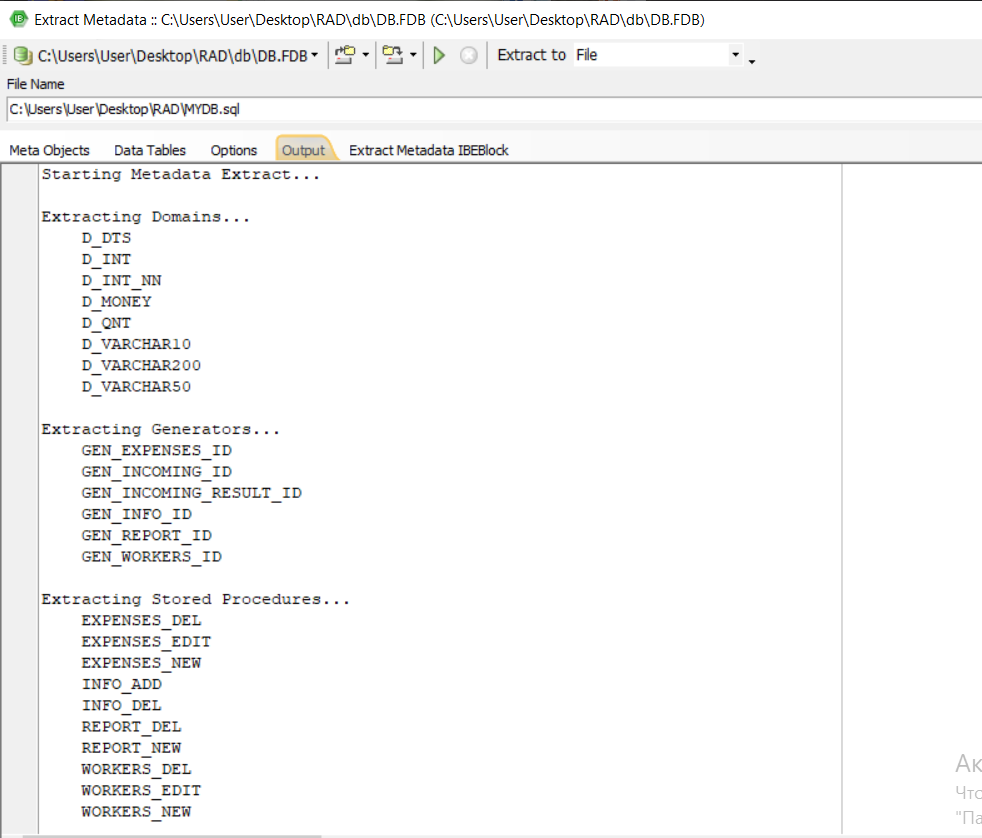 Extract Metadata :: C:\Users\User\Desktop\RAD\db\DB.FDB (C:\Users\User\Desktop\RAD\db\DB.FDB)
C:\Users\User\Desktop\RAD\db\DB.FDB Extract to File
File Name
C:\Users\User\Desktop\RAD\MYDB.sql
Meta Objects Data Tables Options Output Extract Metadata IBEBlock
Starting Metadata Extract...
Extracting Domains...
D_DTS
D_INT
D_INT_NN
D_MONEY
D_QNT
D_VARCHAR10
D_VARCHAR200
D_VARCHAR50
Extracting Generators...
GEN_EXPENSES_ID
GEN_INCOMING_ID
GEN_INCOMING_RESULT_ID
GEN_INFO_ID
GEN_REPORT_ID
GEN_WORKERS_ID
Extracting Stored Procedures...
EXPENSES_DEL
EXPENSES_EDIT
EXPENSES_NEW
INFO_ADD
INFO_DEL
REPORT_DEL
REPORT_NEW
WORKERS_DEL
WORKERS_EDIT
WORKERS_NEW